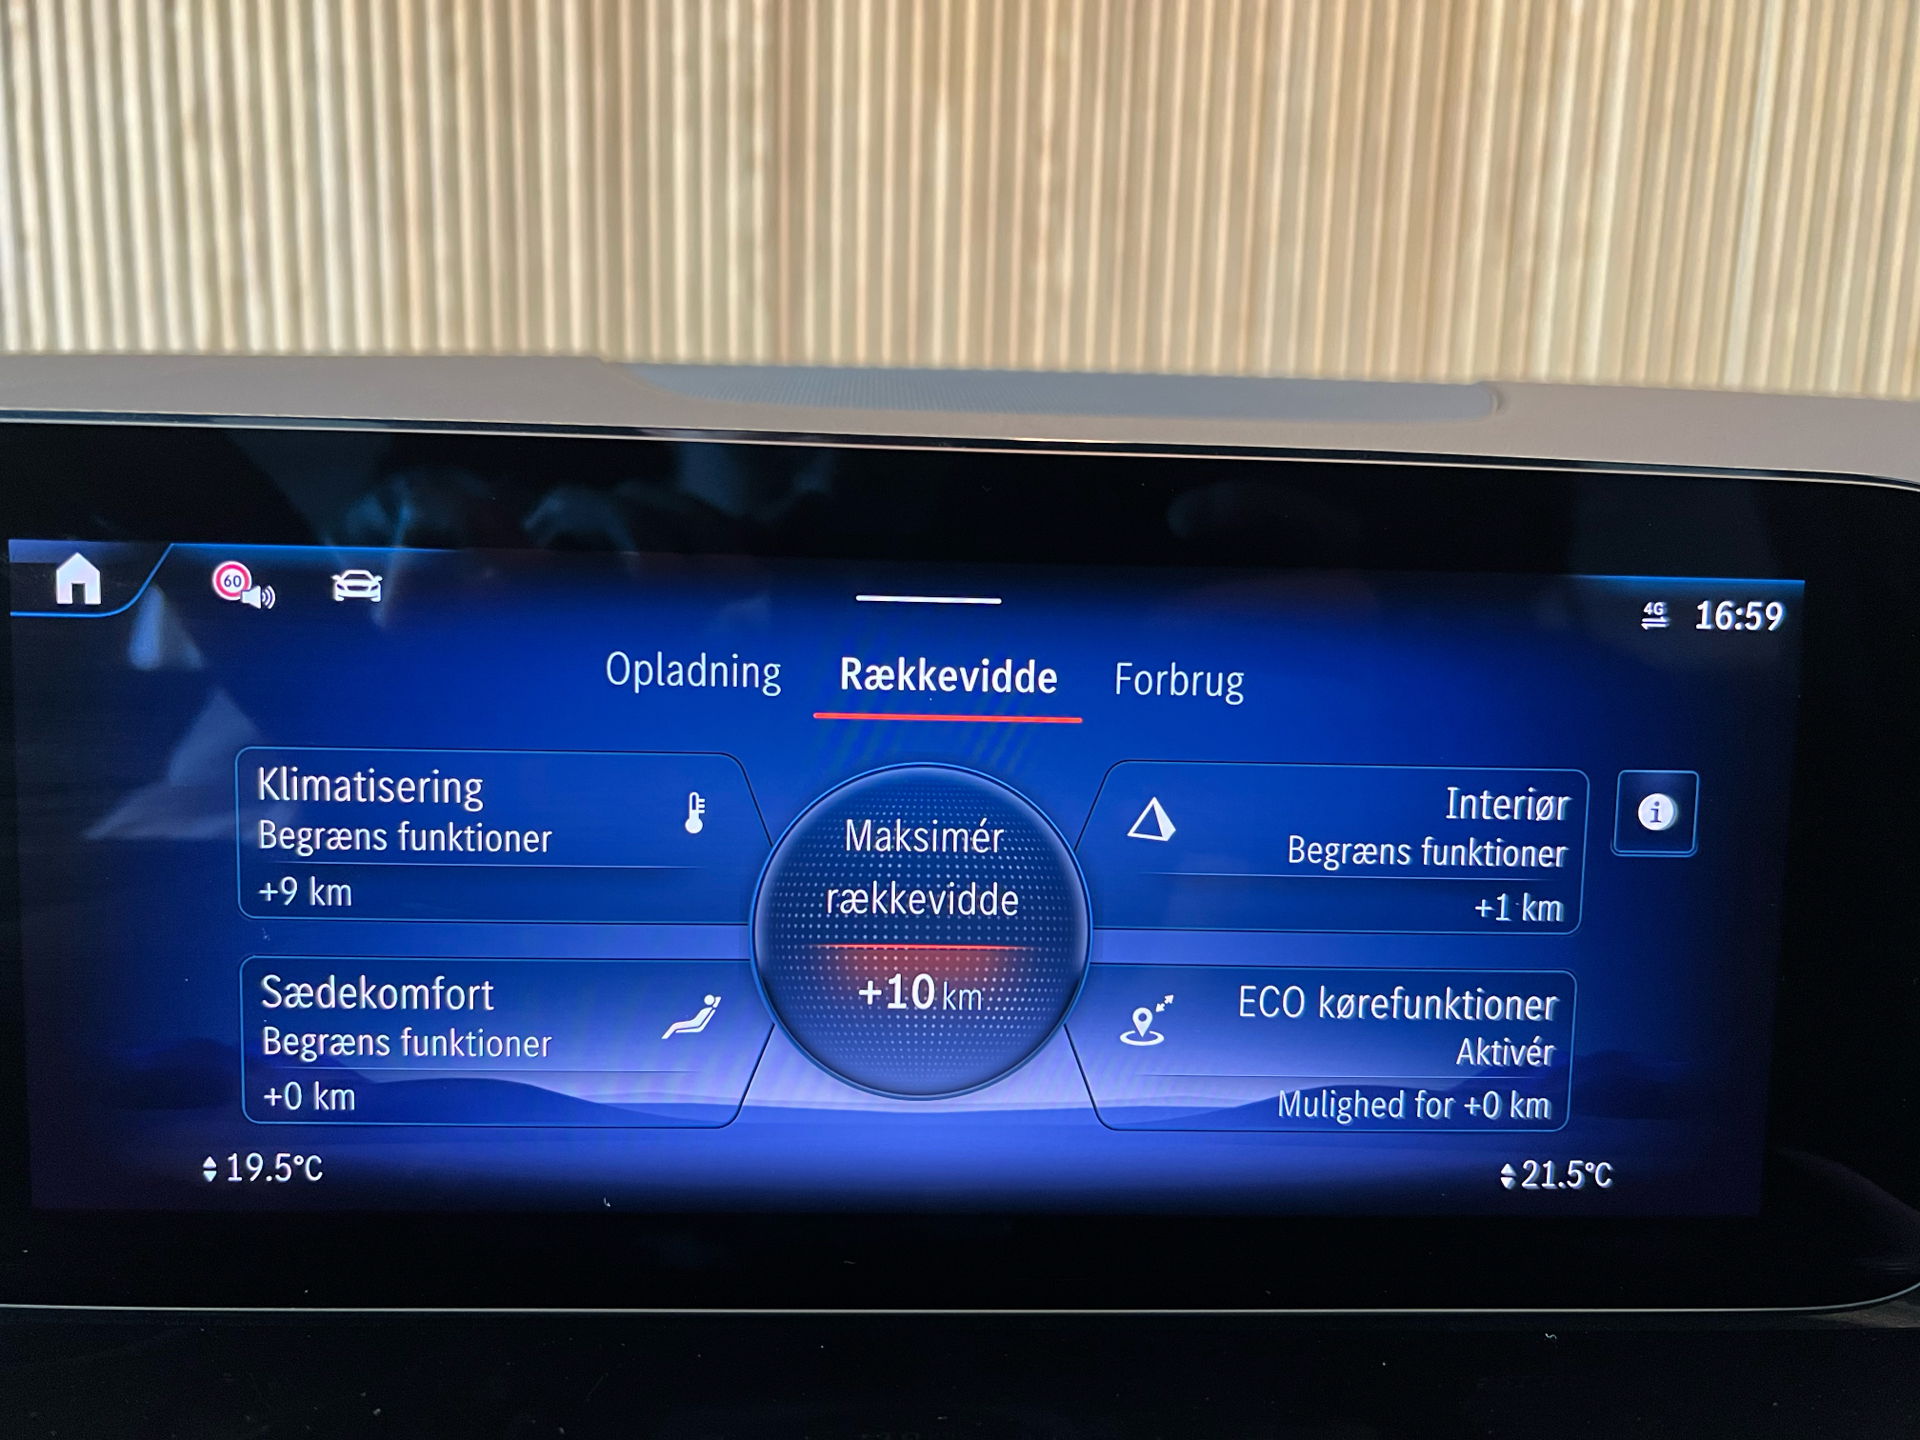 60
4G
16:59
Opladning
Rækkevidde
Forbrug
Klimatisering
Begræns funktioner
+9 km
Maksimér
rækkevidde
+10 km
Interiør
Begræns funktioner
+1 km
i
Sædekomfort
Begræns funktioner
+0 km
ECO kørefunktioner
Aktivér
Mulighed for +0 km
19.5°C
21.5°C